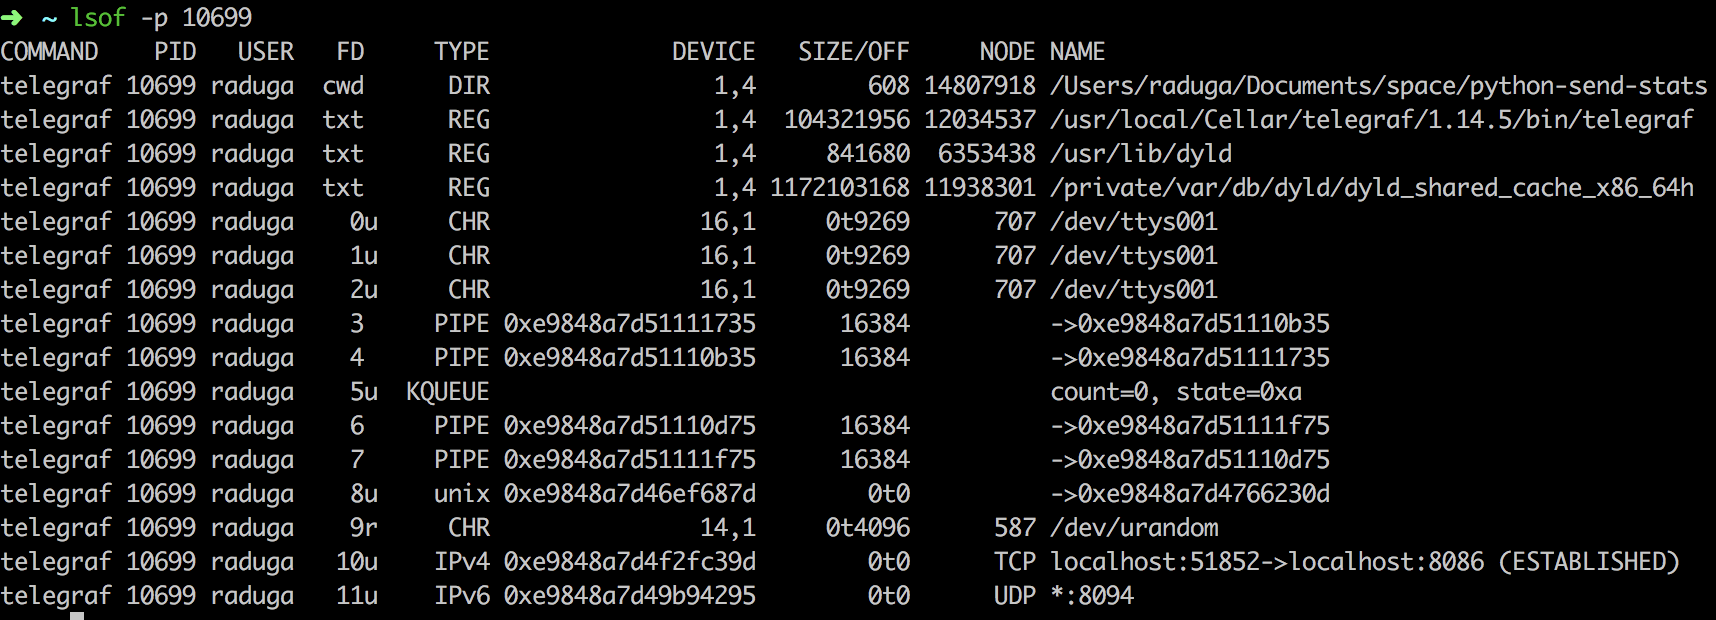 ➜ ~ lsof -p 10699
COMMAND PID USER FD TYPE DEVICE SIZE/OFF NODE NAME
telegraf 10699 raduga cwd DIR 1,4 608 14807918 /Users/raduga/Documents/space/python-send-stats
telegraf 10699 raduga txt REG 1,4 104321956 12034537 /usr/local/Cellar/telegraf/1.14.5/bin/telegraf
telegraf 10699 raduga txt REG 1,4 841680 6353438 /usr/lib/dyld
telegraf 10699 raduga txt REG 1,4 1172103168 11938301 /private/var/db/dyld/dyld_shared_cache_x86_64h
telegraf 10699 raduga 0u CHR 16,1 0t9269 707 /dev/ttys001
telegraf 10699 raduga 1u CHR 16,1 0t9269 707 /dev/ttys001
telegraf 10699 raduga 2u CHR 16,1 0t9269 707 /dev/ttys001
telegraf 10699 raduga 3 PIPE 0xe9848a7d51111735 16384 ->0xe9848a7d51110b35
telegraf 10699 raduga 4 PIPE 0xe9848a7d51110b35 16384 ->0xe9848a7d51111735
telegraf 10699 raduga 5u KQUEUE count=0, state=0xa
telegraf 10699 raduga 6 PIPE 0xe9848a7d51110d75 16384 ->0xe9848a7d51111f75
telegraf 10699 raduga 7 PIPE 0xe9848a7d51111f75 16384 ->0xe9848a7d51110d75
telegraf 10699 raduga 8u unix 0xe9848a7d46ef687d 0t0 ->0xe9848a7d4766230d
telegraf 10699 raduga 9r CHR 14,1 0t4096 587 /dev/urandom
telegraf 10699 raduga 10u IPv4 0xe9848a7d4f2fc39d 0t0 TCP localhost:51852->localhost:8086 (ESTABLISHED)
telegraf 10699 raduga 11u IPv6 0xe9848a7d49b94295 0t0 UDP *:8094